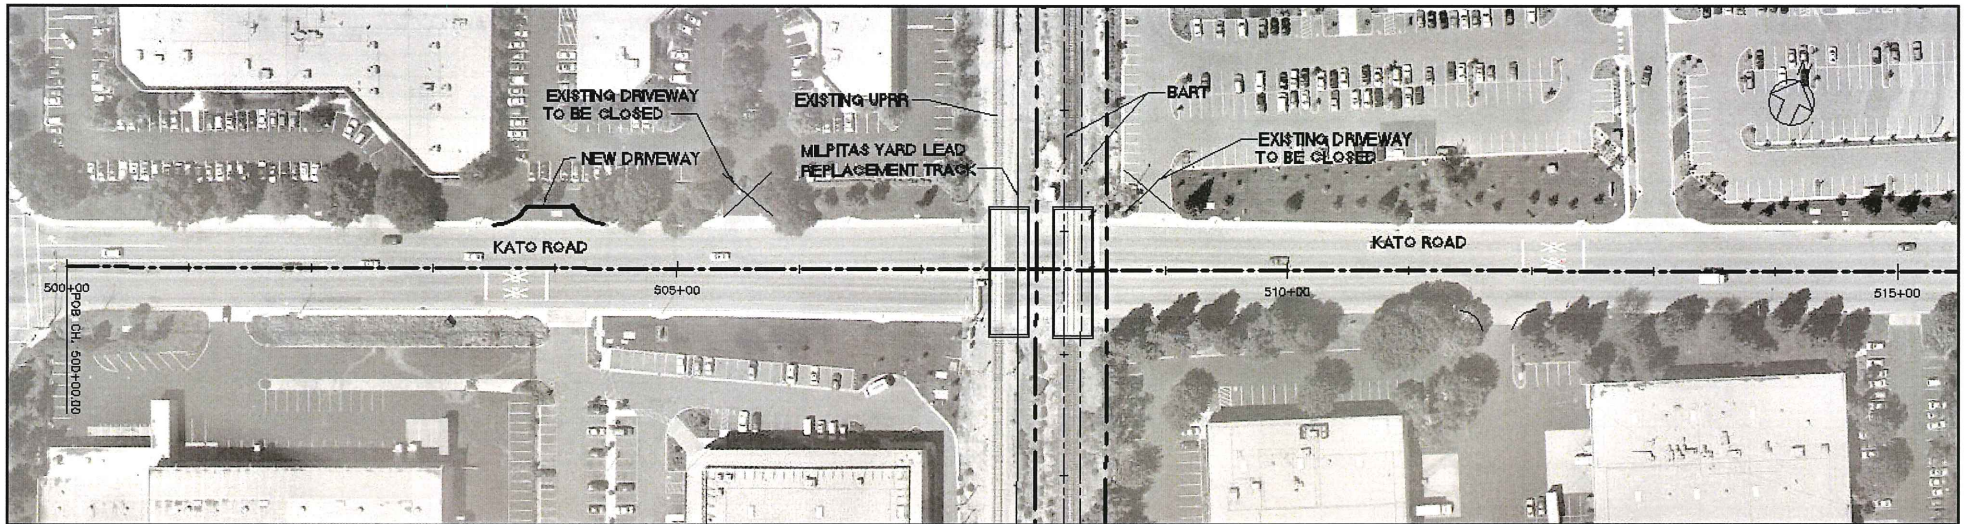 EXISTING DRIVEWAY
TO BE CLOSED
NEW DRIVEWAY
EXISTING UPRR
MILPITAS YARD LEAD
REPLACEMENT TRACK
BART
EXISTING DRIVEWAY
TO BE CLOSED
KATO ROAD
KATO ROAD
500+00
505+00
510+00
515+00
POB CH. 500+00.00